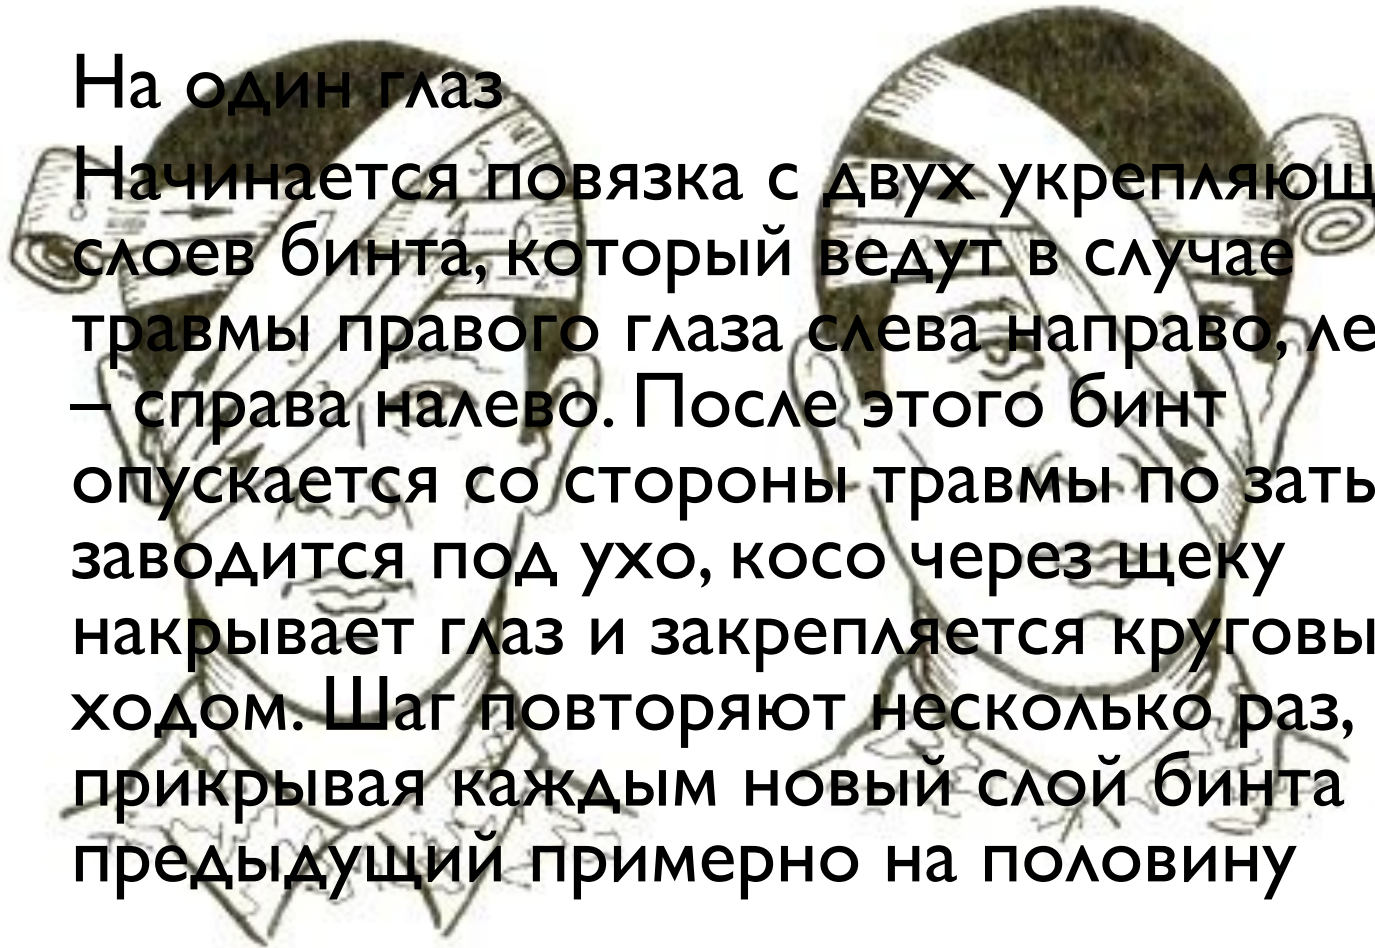 На один глаз
Начинается повязка с двух укрепляющ
слоев бинта, который ведут в случае
травмы правого глаза слева направо, ле
– справа налево. После этого бинт
опускается со стороны травмы по заты
заводится под ухо, косо через щеку
накрывает глаз и закрепляется круговы
ходом. Шаг повторяют несколько раз,
прикрывая каждым новый слой бинта
предыдущий примерно на половину